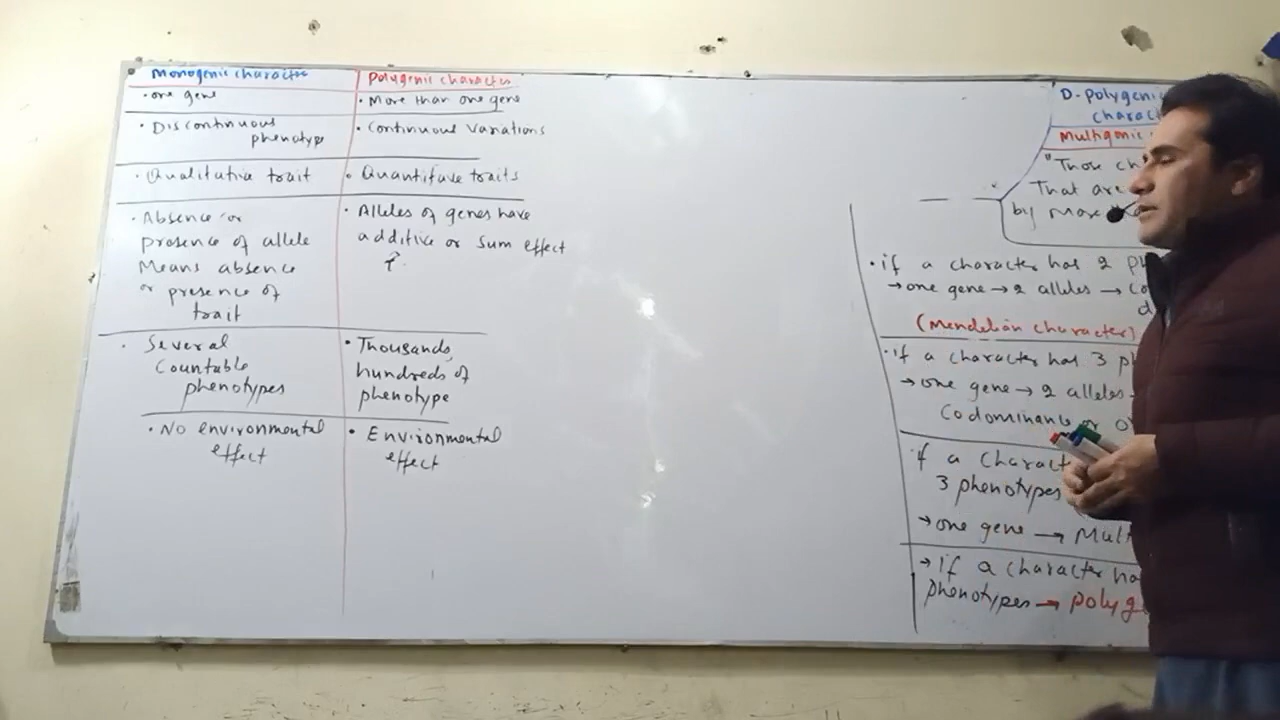 Monogenic character
Polygenic character
• one gene
• More than one gene
• Discontinuous
phenotype
• Continuous variations
• Qualitative trait
• Quantitave traits
• Absence or
presence of allele
Means absence
or presence of
trait
• Alleles of genes have
additive or sum effect
• Several
Countable
phenotypes
• Thousands,
hundreds of
phenotype
• No environmental
effect
• Environmental
effect
D-polygenic
charact
Multigenic
"Those ch
That are
by More
• if a character has 2 ph
→ one gene → 2 alleles → Co
(Mendelian character)
• if a character has 3 ph
→ one gene → 2 alleles
Codominance or
if a Charact
3 phenotypes
→ one gene → Mult
→ if a character ha
phenotypes → polyg